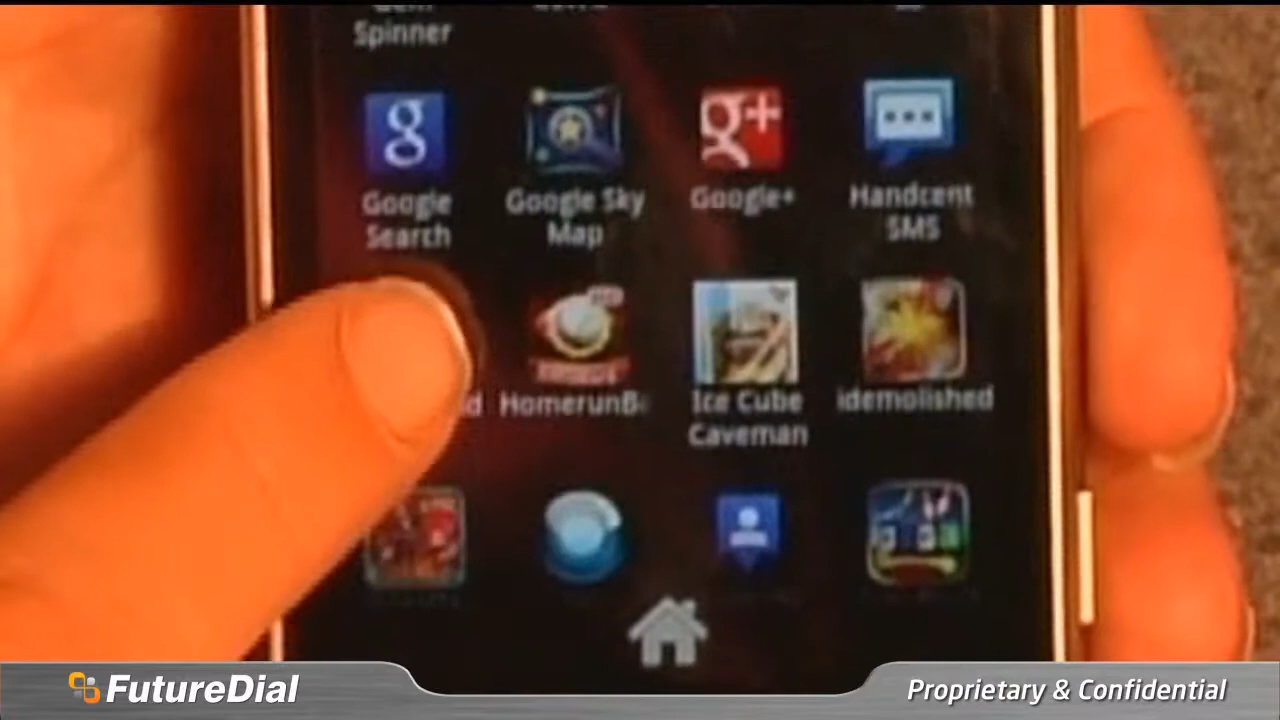 Spinner
Google Search
Google Sky Map
Google+
Handcent SMS
HomerunB
Ice Cube Caveman
idemolished
FutureDial
Proprietary & Confidential